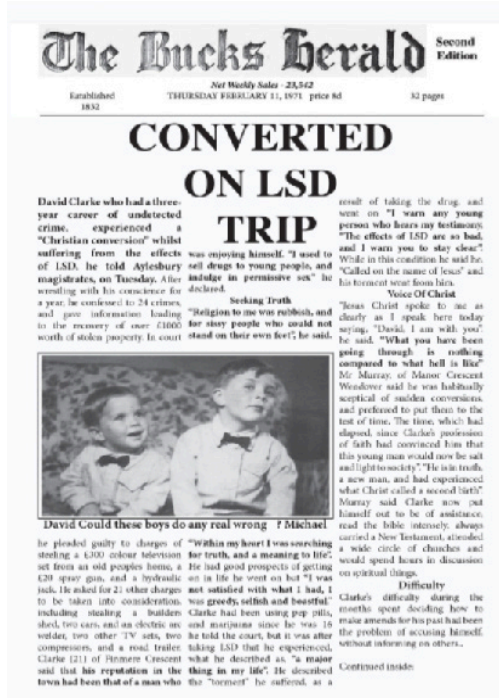 The Bucks Herald
Second
Edition
Net Weekly Sales - 23,542
Established
1832
THURSDAY FEBRUARY 11, 1971 price 8d
32 pages
CONVERTED
ON LSD
TRIP
David Clarke who had a three-
year career of undetected
crime, experienced a
"Christian conversion" whilst
suffering from the effects
of LSD, he told Aylesbury
magistrates, on Tuesday. After
wrestling with his conscience for
a year, he confessed to 24 crimes,
and gave information leading
to the recovery of over £1000
worth of stolen property. In court
he pleaded guilty to charges of
steeling a £300 colour television
set from an old peoples home, a
£20 spray gun, and a hydraulic
jack. He asked for 21 other charges
to be taken into consideration,
including stealing a builders
shed, two cars, and an electric arc
welder, two other TV sets, two
compressors, and a road trailer.
Clarke (21) of Finmere Crescent
said that his reputation in the
town had been that of a man who
was enjoying himself. "I used to
sell drugs to young people, and
indulge in permissive sex" he
declared.
Seeking Truth
"Religion to me was rubbish, and
for sissy people who could not
stand on their own feet", he said.
David Could these boys do any real wrong ? Michael
"Within my heart I was searching
for truth, and a meaning to life".
He had good prospects of getting
on in life he went on but "I was
not satisfied with what I had, I
was greedy, selfish and boastful."
Clarke had been using pep pills,
and marijuana since he was 16
he told the court, but it was after
taking LSD that he experienced,
what he described as, "a major
thing in my life". He described
the "torment" he suffered, as a
result of taking the drug, and
went on "I warn any young
person who hears my testimony,
"The effects of LSD are so bad,
and I warn you to stay clear".
While in this condition he said he,
"Called on the name of Jesus" and
his torment went from him.
Voice Of Christ
"Jesus Christ spoke to me as
clearly as I speak here today
saying, "David, I am with you".
he said. "What you have been
going through is nothing
compared to what hell is like"
Mr Murray, of Manor Crescent
Wendover said he was habitually
sceptical of sudden conversions,
and preferred to put them to the
test of time. The time, which had
elapsed, since Clarke's profession
of faith had convinced him that
this young man would now be salt
and light to society". "He is in truth,
a new man, and had experienced
what Christ called a second birth".
Murray said Clarke now put
himself out to be of assistance,
read the bible intensely, always
carried a New Testament, attended
a wide circle of churches and
would spend hours in discussion
on spiritual things.
Difficulty
Clarke's difficulty during the
months spent deciding how to
make amends for his past had been
the problem of accusing himself,
without informing on others..
Continued inside: